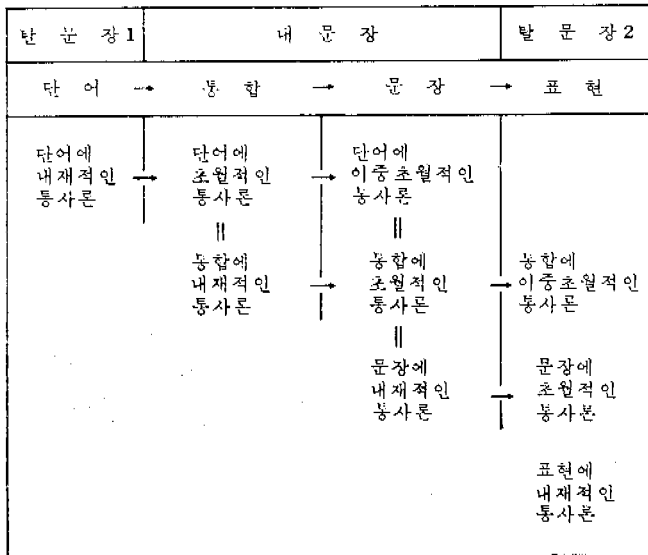 탄 문 장 1 내 문 장 탈 문 장 2
단 어 → 통 합 → 문 장 → 표 현
단어에 단어에 단어에
내재적인 → 초월적인 → 이중초월적인
통사론 통사론 통사론
|| ||
통합에 통합에 통합에
내재적인 → 초월적인 → 이중초월적인
통사론 통사론 통사론
||
문장에 문장에
내재적인 → 초월적인
통사론 통사본
표현에
내재적인
통사론